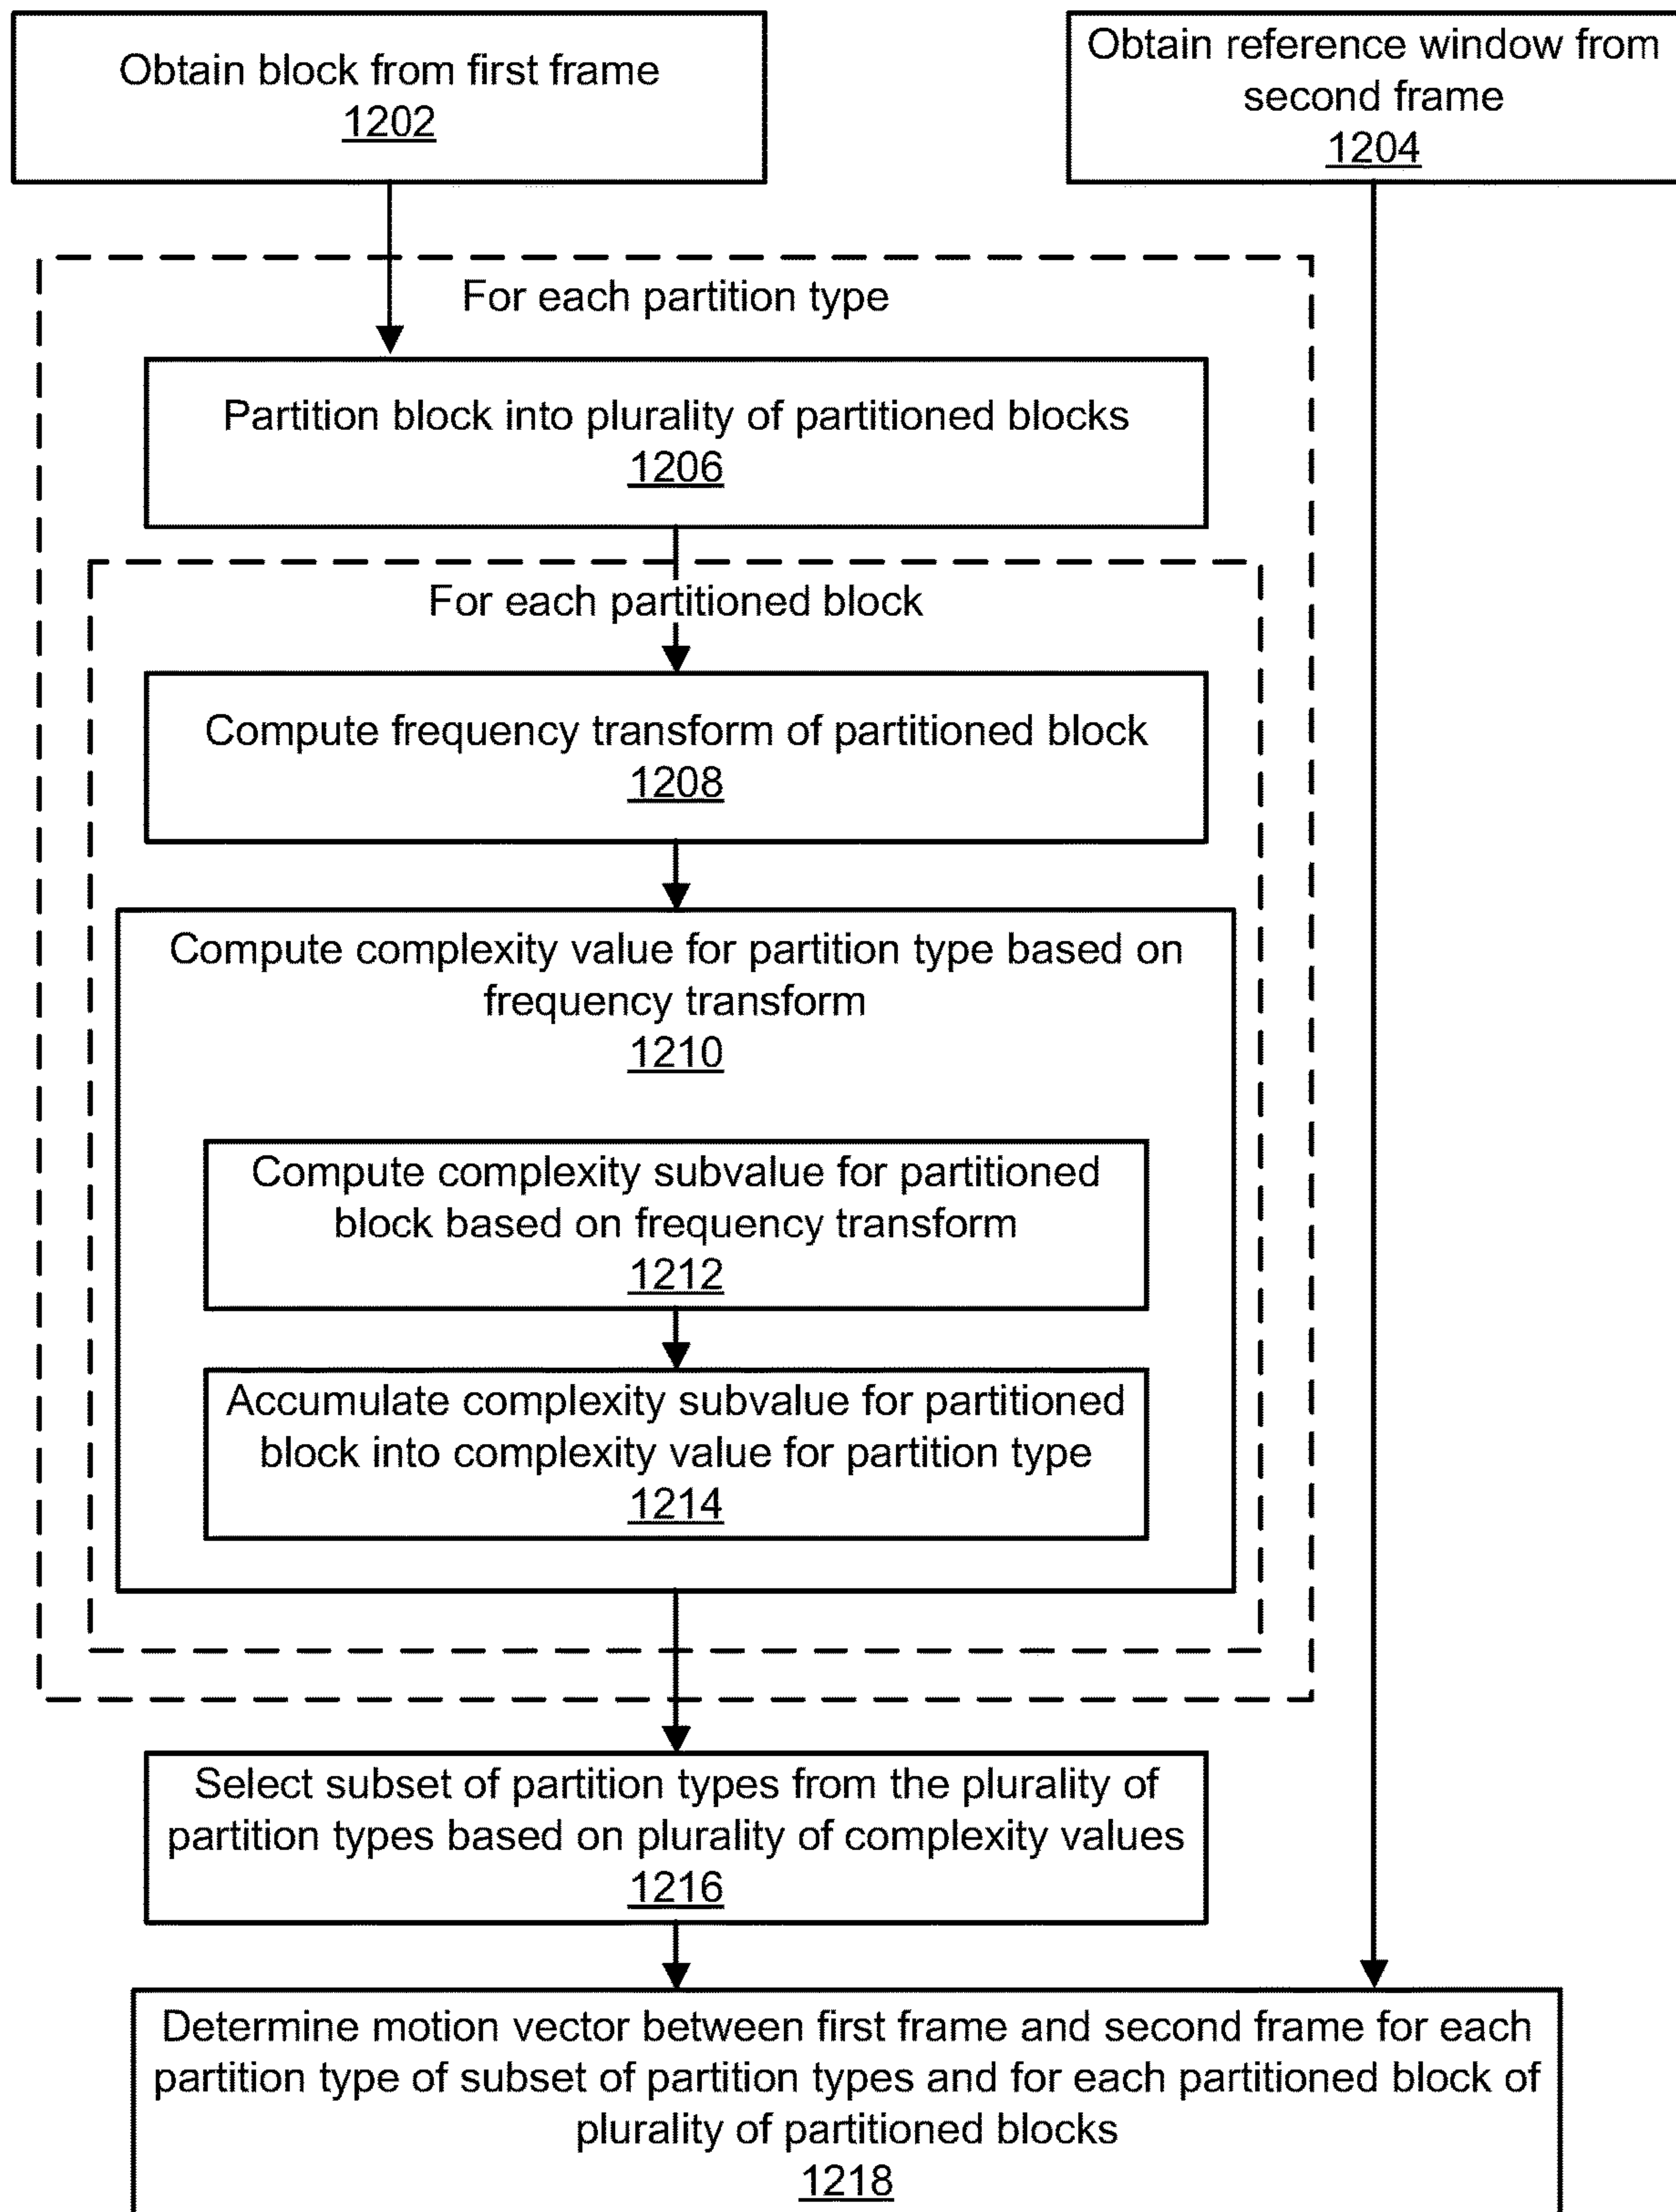 Obtain block from first frame
1202
Obtain reference window from
second frame
1204
For each partition type
Partition block into plurality of partitioned blocks
1206
For each partitioned block
Compute frequency transform of partitioned block
1208
Compute complexity value for partition type based on
frequency transform
1210
Compute complexity subvalue for partitioned
block based on frequency transform
1212
Accumulate complexity subvalue for partitioned
block into complexity value for partition type
1214
Select subset of partition types from the plurality of
partition types based on plurality of complexity values
1216
Determine motion vector between first frame and second frame for each
partition type of subset of partition types and for each partitioned block of
plurality of partitioned blocks
1218